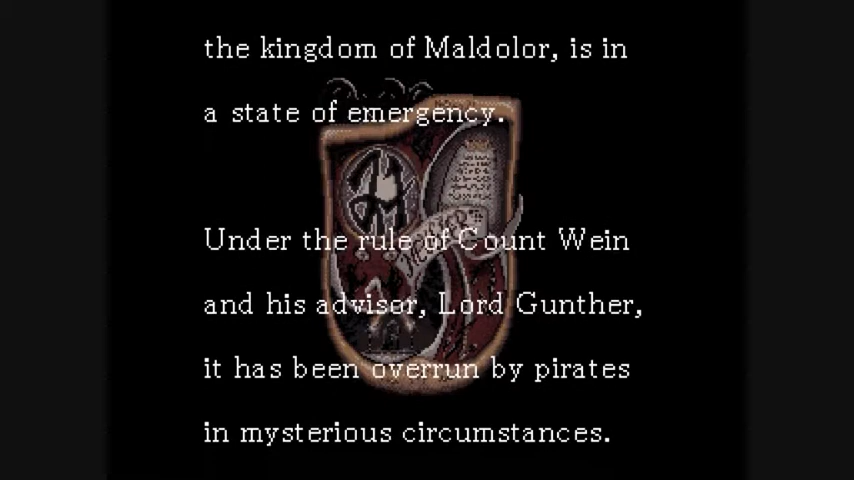 the kingdom of Maldolor, is in
a state of emergency.
Under the rule of Count Wein
and his advisor, Lord Gunther,
it has been overrun by pirates
in mysterious circumstances.